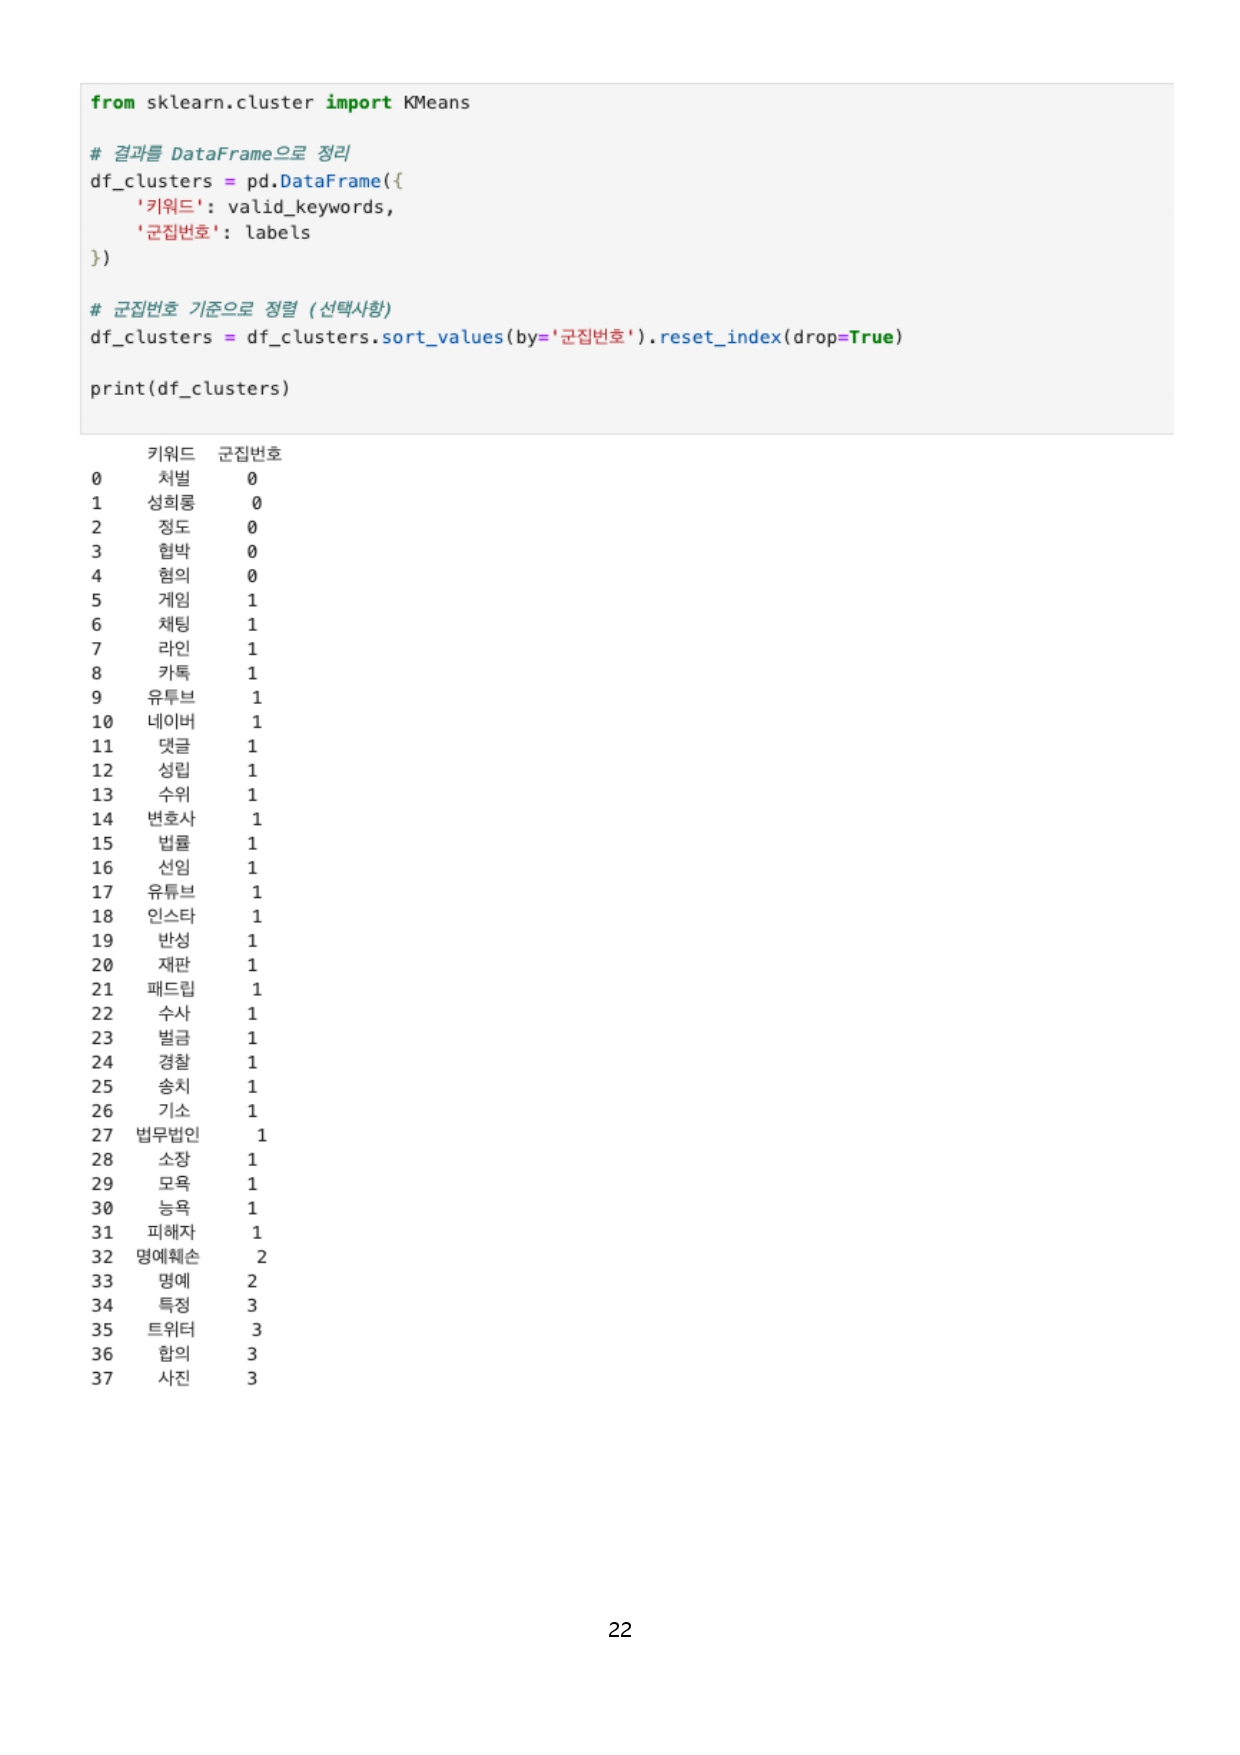 from sklearn.cluster import KMeans
# 결과를 DataFrame으로 정리
df_clusters = pd.DataFrame({
    '키워드': valid_keywords,
    '군집번호': labels
})
# 군집번호 기준으로 정렬 (선택사항)
df_clusters = df_clusters.sort_values(by='군집번호').reset_index(drop=True)
print(df_clusters)
키워드 군집번호
0 처벌 0
1 성희롱 0
2 정도 0
3 협박 0
4 혐의 0
5 게임 1
6 채팅 1
7 라인 1
8 카톡 1
9 유투브 1
10 네이버 1
11 댓글 1
12 성립 1
13 수위 1
14 변호사 1
15 법률 1
16 선임 1
17 유튜브 1
18 인스타 1
19 반성 1
20 재판 1
21 패드립 1
22 수사 1
23 벌금 1
24 경찰 1
25 송치 1
26 기소 1
27 법무법인 1
28 소장 1
29 모욕 1
30 능욕 1
31 피해자 1
32 명예훼손 2
33 명예 2
34 특정 3
35 트위터 3
36 합의 3
37 사진 3
22